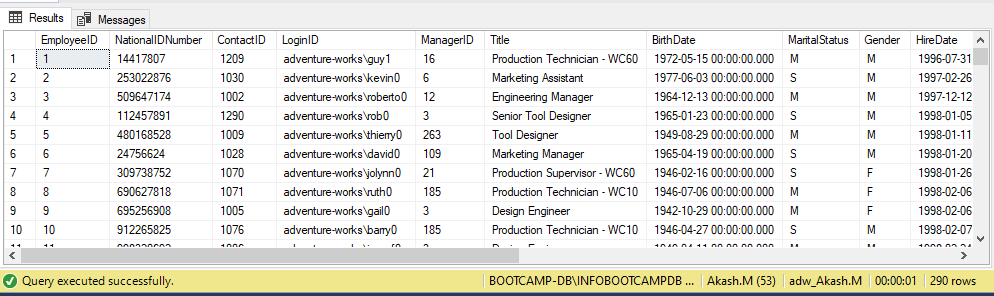 Results Messages
EmployeeID NationalIDNumber ContactID LoginID ManagerID Title BirthDate MaritalStatus Gender HireDate
1 1 14417807 1209 adventure-works\guy1 16 Production Technician - WC60 1972-05-15 00:00:00.000 M M 1996-07-31
2 2 253022876 1030 adventure-works\kevin0 6 Marketing Assistant 1977-06-03 00:00:00.000 S M 1997-02-26
3 3 509647174 1002 adventure-works\roberto0 12 Engineering Manager 1964-12-13 00:00:00.000 M M 1997-12-12
4 4 112457891 1290 adventure-works\rob0 3 Senior Tool Designer 1965-01-23 00:00:00.000 S M 1998-01-05
5 5 480168528 1009 adventure-works\thierry0 263 Tool Designer 1949-08-29 00:00:00.000 M M 1998-01-11
6 6 24756624 1028 adventure-works\david0 109 Marketing Manager 1965-04-19 00:00:00.000 S M 1998-01-20
7 7 309738752 1070 adventure-works\jolynn0 21 Production Supervisor - WC60 1946-02-16 00:00:00.000 S F 1998-01-26
8 8 690627818 1071 adventure-works\ruth0 185 Production Technician - WC10 1946-07-06 00:00:00.000 M F 1998-02-06
9 9 695256908 1005 adventure-works\gail0 3 Design Engineer 1942-10-29 00:00:00.000 M F 1998-02-06
10 10 912265825 1076 adventure-works\barry0 185 Production Technician - WC10 1946-04-27 00:00:00.000 S M 1998-02-07
Query executed successfully. BOOTCAMP-DB\INFOBOOTCAMPDB ... Akash.M (53) adw_Akash.M 00:00:01 290 rows